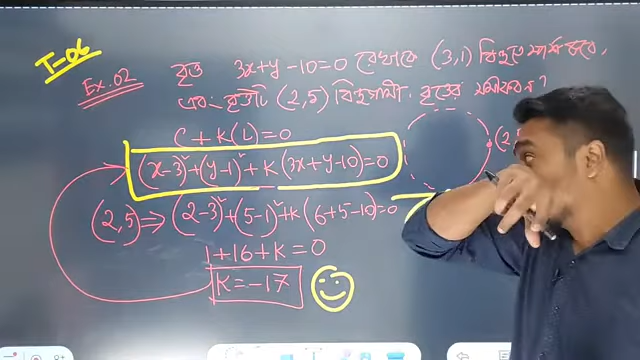 T-06
Ex.02 বৃত্ত 3x+y-10=0 রেখাকে (3,1) বিন্দুতে স্পর্শ করে,
এবং বৃত্তটি (2,5) বিন্দুগামী. বৃত্তের সমীকরণ?
C+K(L)=0
(x-3)²+(y-1)²+K(3x+y-10)=0
(2,5)⇒(2-3)²+(5-1)²+K(6+5-10)=0
1+16+K=0
K=-17